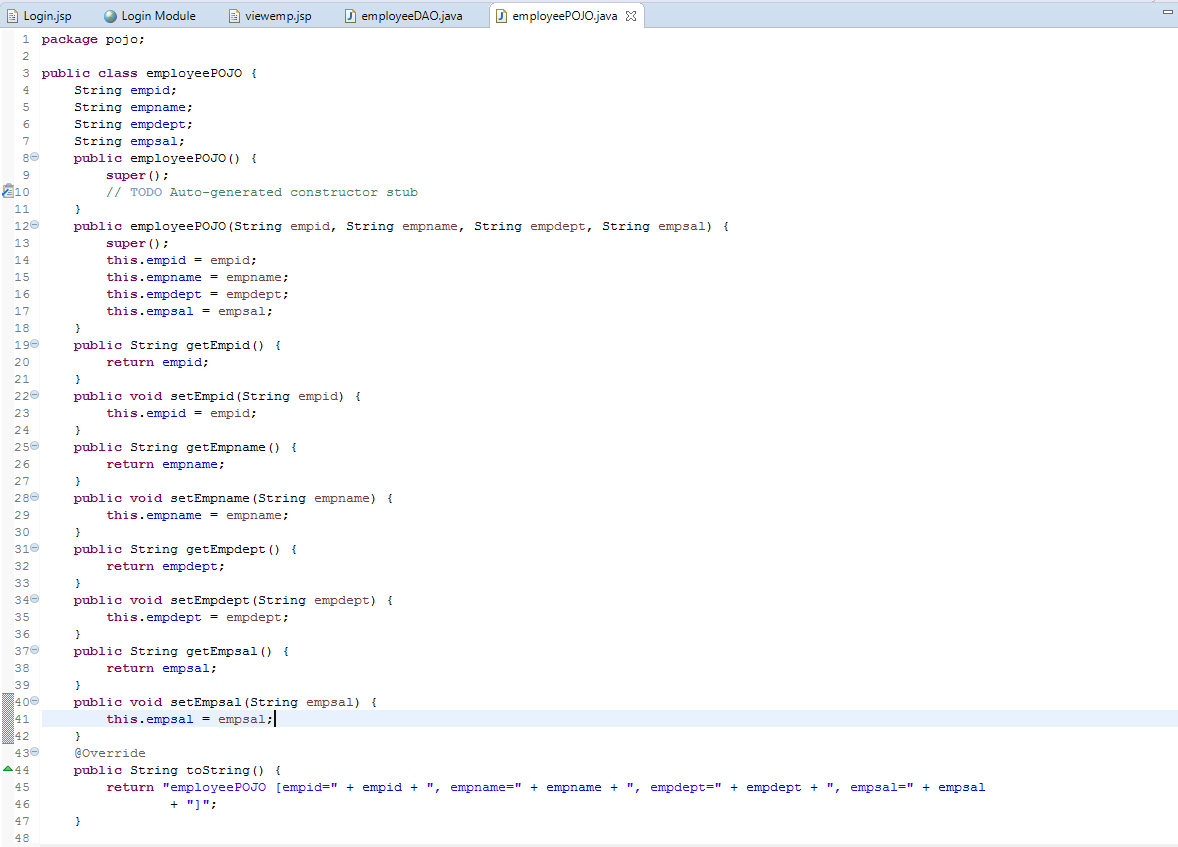 Login.jsp Login Module viewemp.jsp employeeDAO.java employeePOJO.java
1 package pojo;
2
3 public class employeePOJO {
4 String empid;
5 String empname;
6 String empdept;
7 String empsal;
8 public employeePOJO() {
9 super();
10 // TODO Auto-generated constructor stub
11 }
12 public employeePOJO(String empid, String empname, String empdept, String empsal) {
13 super();
14 this.empid = empid;
15 this.empname = empname;
16 this.empdept = empdept;
17 this.empsal = empsal;
18 }
19 public String getEmpid() {
20 return empid;
21 }
22 public void setEmpid(String empid) {
23 this.empid = empid;
24 }
25 public String getEmpname() {
26 return empname;
27 }
28 public void setEmpname(String empname) {
29 this.empname = empname;
30 }
31 public String getEmpdept() {
32 return empdept;
33 }
34 public void setEmpdept(String empdept) {
35 this.empdept = empdept;
36 }
37 public String getEmpsal() {
38 return empsal;
39 }
40 public void setEmpsal(String empsal) {
41 this.empsal = empsal;
42 }
43 @Override
44 public String toString() {
45 return "employeePOJO [empid=" + empid + ", empname=" + empname + ", empdept=" + empdept + ", empsal=" + empsal
46 + "]";
47 }
48